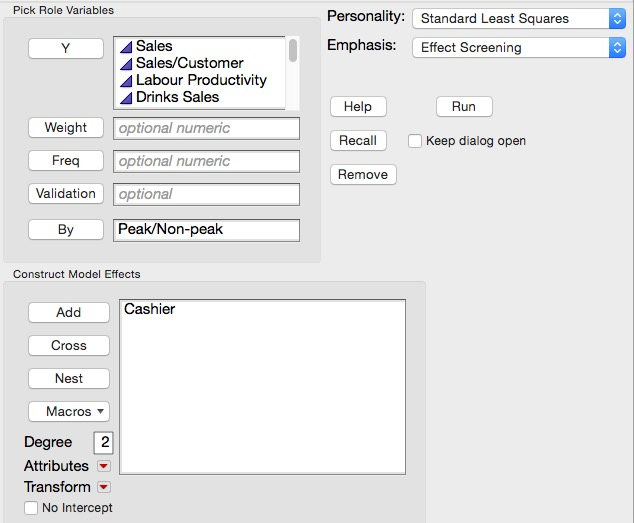 Pick Role Variables
Y
Sales
Sales/Customer
Labour Productivity
Drinks Sales
Weight
optional numeric
Freq
optional numeric
Validation
optional
By
Peak/Non-peak
Personality:
Standard Least Squares
Emphasis:
Effect Screening
Help
Run
Recall
Keep dialog open
Remove
Construct Model Effects
Add
Cross
Nest
Macros
Cashier
Degree
2
Attributes
Transform
No Intercept